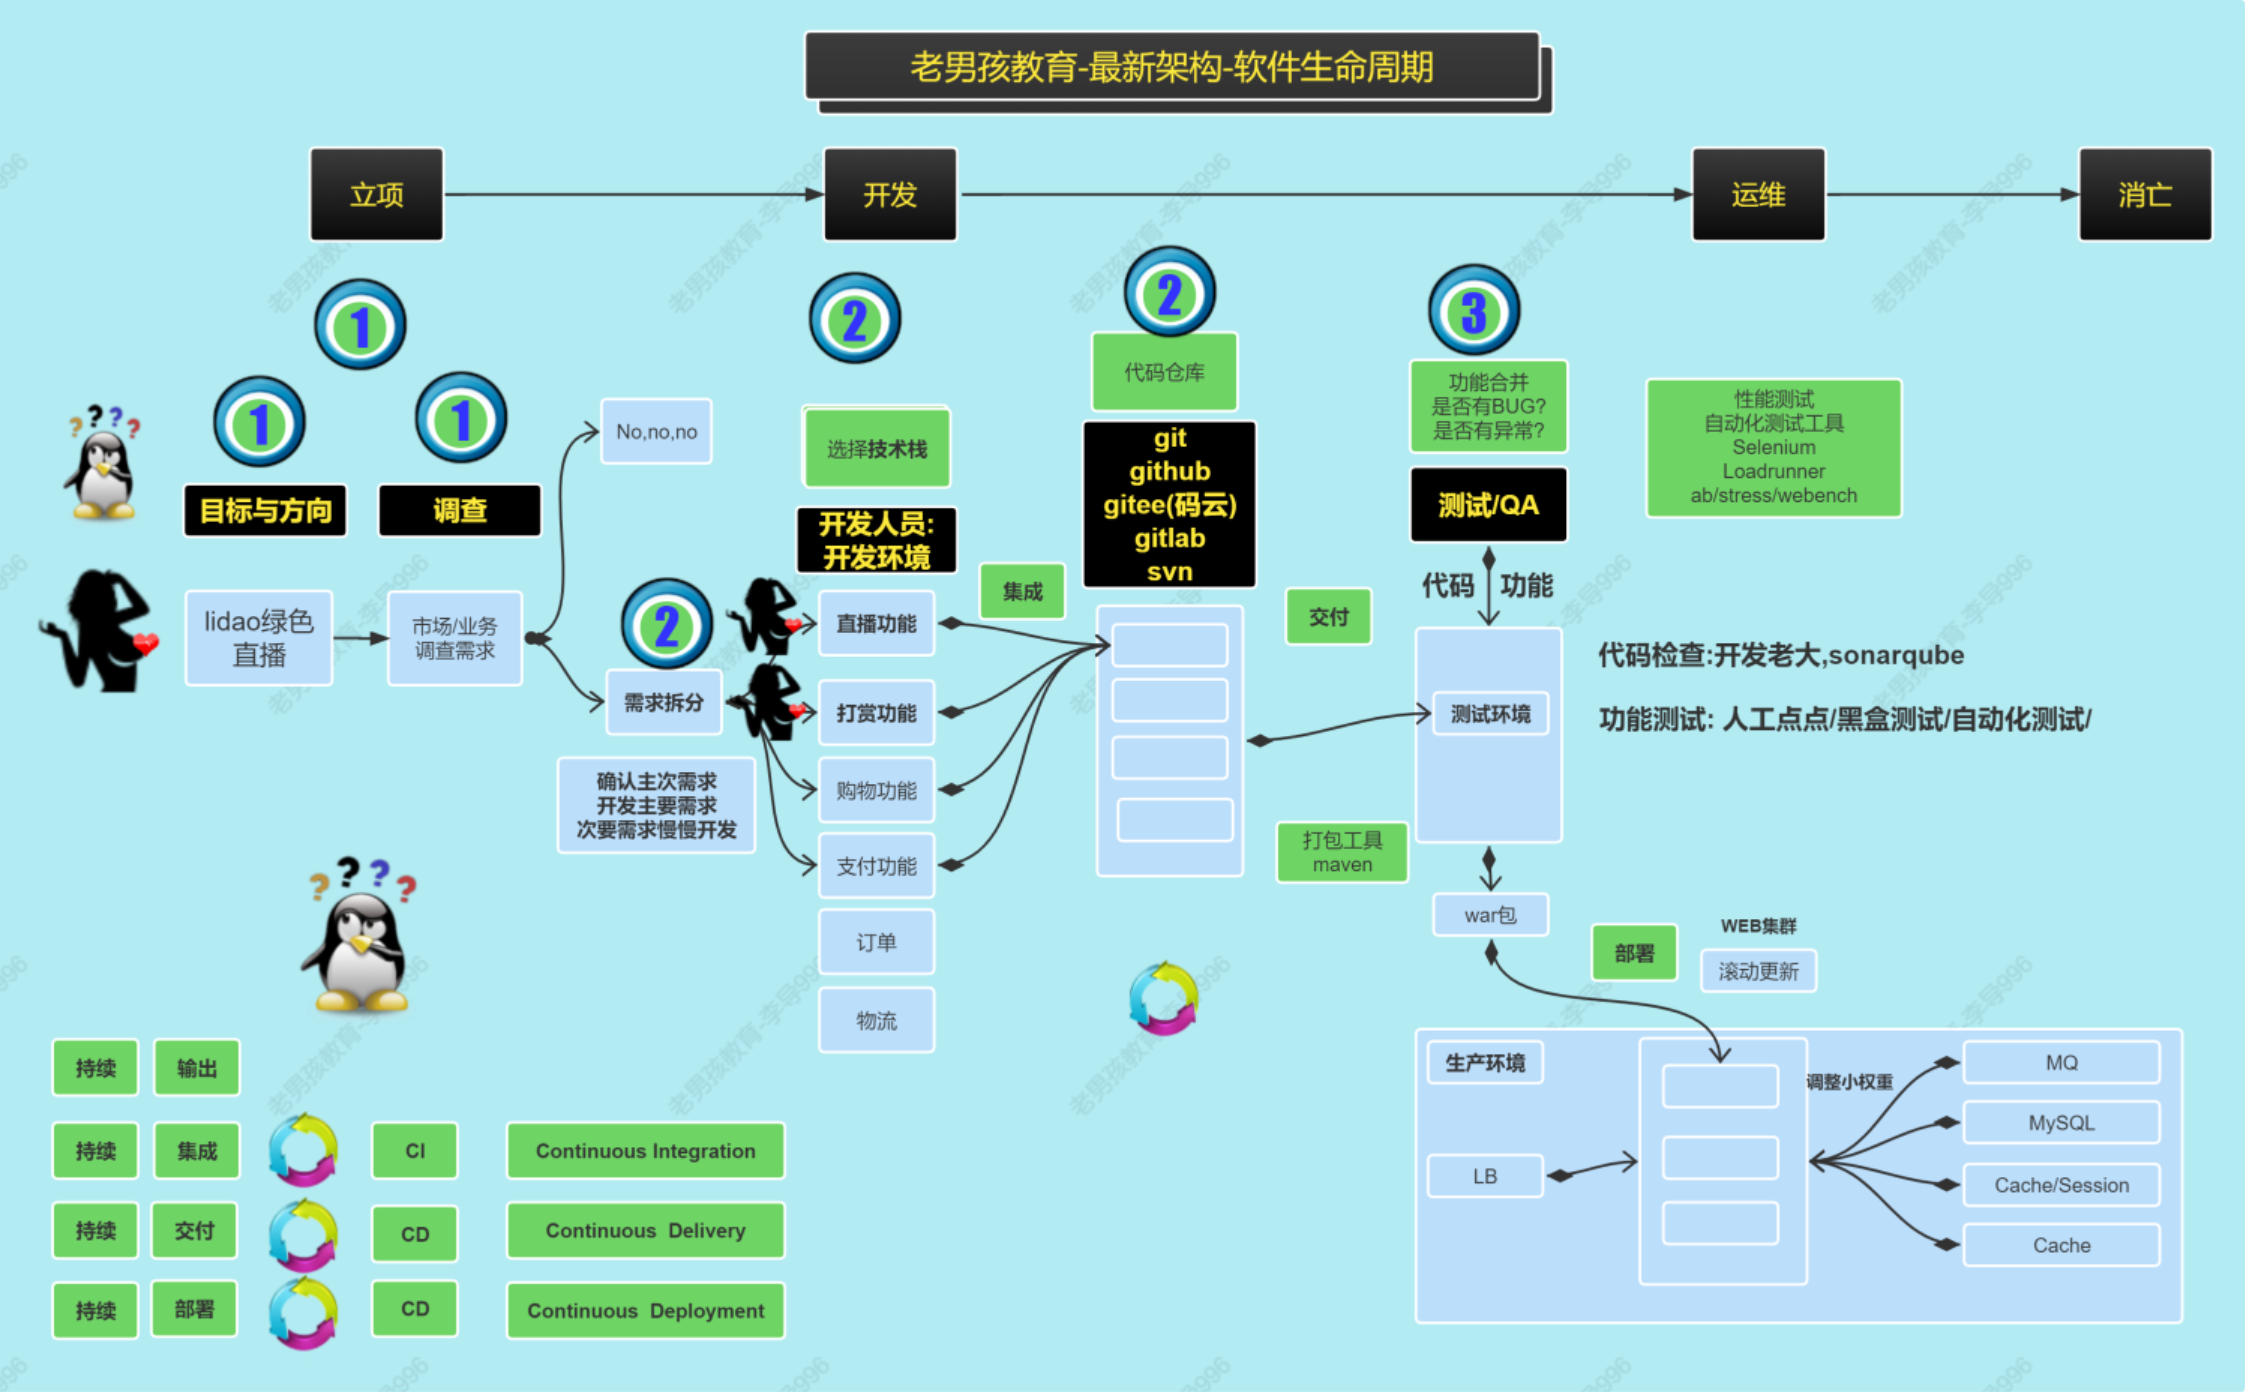 老男孩教育-最新架构-软件生命周期
立项
开发
运维
消亡
1
1
1
目标与方向
调查
lidao绿色
直播
市场/业务
调查需求
No,no,no
2
需求拆分
确认主次需求
开发主要需求
次要需求慢慢开发
2
选择技术栈
开发人员:
开发环境
直播功能
打赏功能
购物功能
支付功能
订单
物流
集成
2
代码仓库
git
github
gitee(码云)
gitlab
svn
交付
3
功能合并
是否有BUG?
是否有异常?
测试/QA
代码
功能
测试环境
性能测试
自动化测试工具
Selenium
Loadrunner
ab/stress/webench
代码检查:开发老大,sonarqube
功能测试: 人工点点/黑盒测试/自动化测试/
打包工具
maven
war包
部署
WEB集群
滚动更新
生产环境
LB
调整小权重
MQ
MySQL
Cache/Session
Cache
? ? ? ?
? ? ? ?
持续
输出
持续
集成
CI
Continuous Integration
持续
交付
CD
Continuous Delivery
持续
部署
CD
Continuous Deployment
老男孩教育-李导996